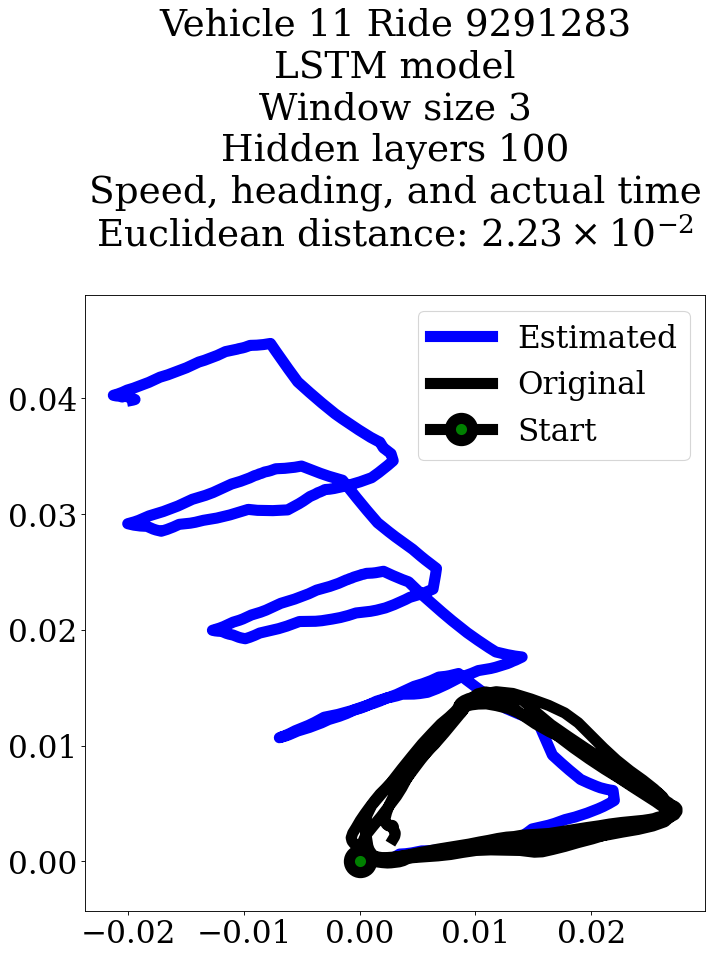 Vehicle 11 Ride 9291283
LSTM model
Window size 3
Hidden layers 100
Speed, heading, and actual time
Euclidean distance: 2.23 × 10⁻²
Estimated
Original
Start
0.04
0.03
0.02
0.01
0.00
−0.02 −0.01 0.00 0.01 0.02